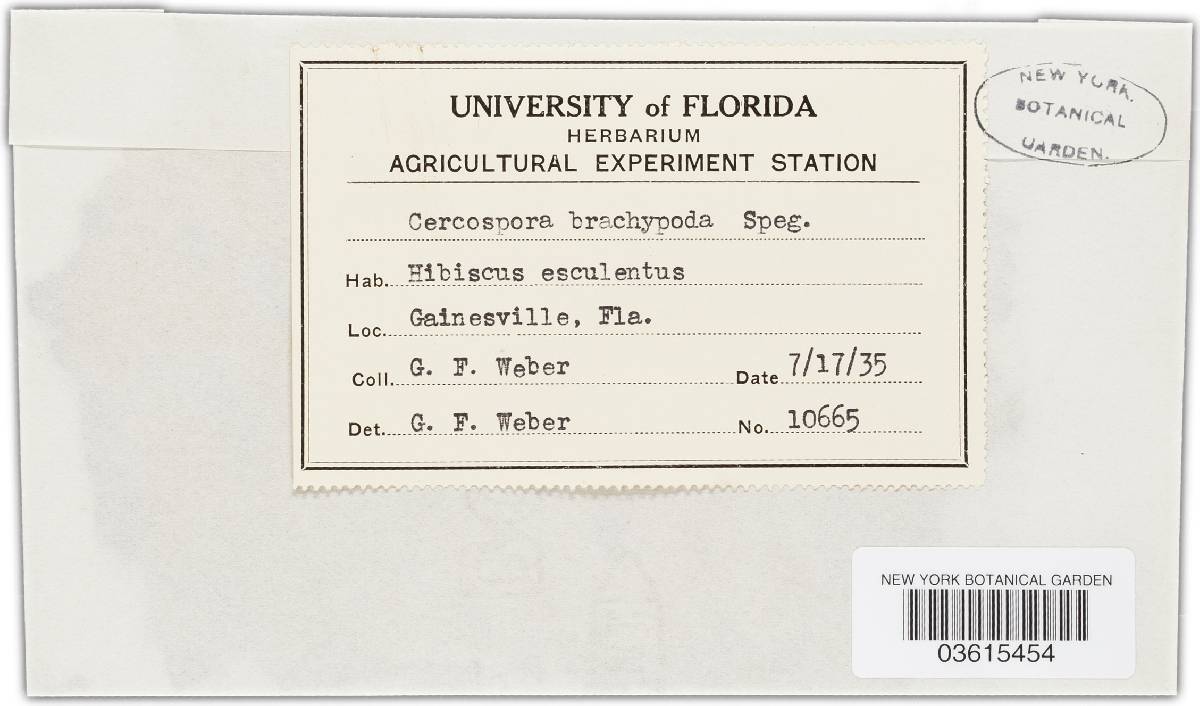 UNIVERSITY of FLORIDA
HERBARIUM
AGRICULTURAL EXPERIMENT STATION
Cercospora brachypoda Speg.
Hab. Hibiscus esculentus
Loc. Gainesville, Fla.
Coll. G. F. Weber Date 7/17/35
Det. G. F. Weber No. 10665
NEW YORK
BOTANICAL
GARDEN.
NEW YORK BOTANICAL GARDEN
03615454